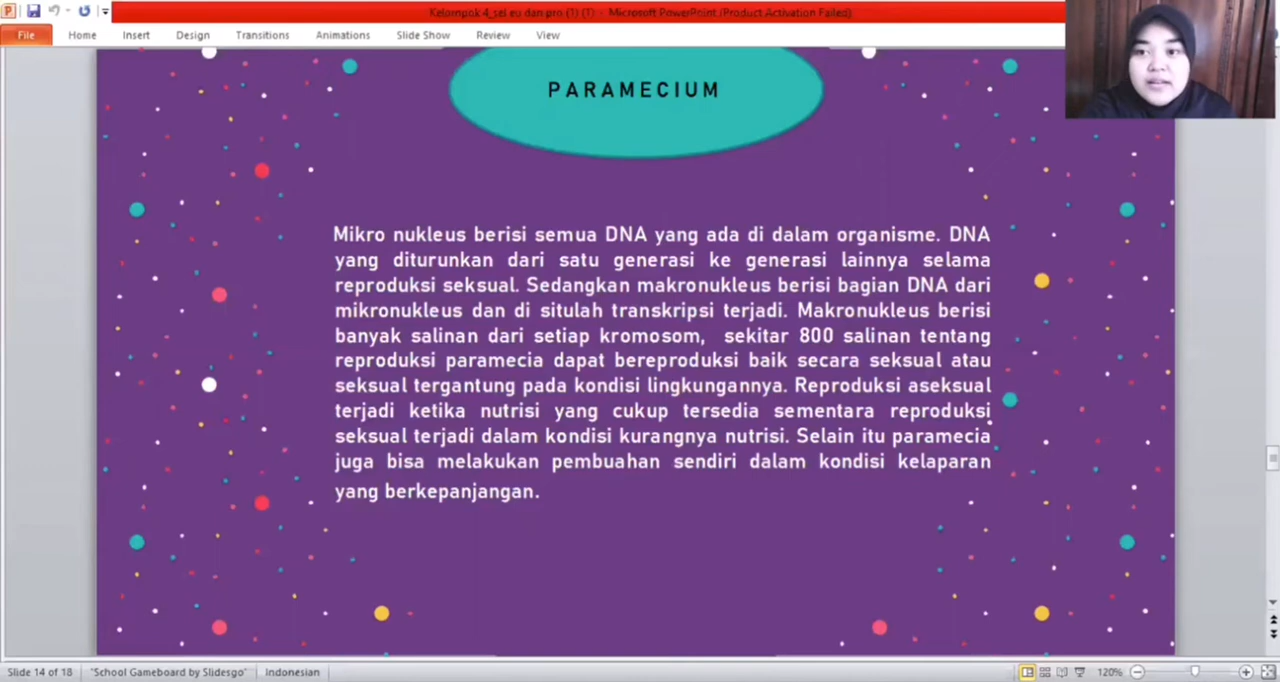 Kelompok 4_sel eu dan pro (1) (1) - Microsoft PowerPoint (Product Activation Failed)
File Home Insert Design Transitions Animations Slide Show Review View
PARAMECIUM
Mikro nukleus berisi semua DNA yang ada di dalam organisme. DNA
yang diturunkan dari satu generasi ke generasi lainnya selama
reproduksi seksual. Sedangkan makronukleus berisi bagian DNA dari
mikronukleus dan di situlah transkripsi terjadi. Makronukleus berisi
banyak salinan dari setiap kromosom, sekitar 800 salinan tentang
reproduksi paramecia dapat bereproduksi baik secara seksual atau
seksual tergantung pada kondisi lingkungannya. Reproduksi aseksual
terjadi ketika nutrisi yang cukup tersedia sementara reproduksi
seksual terjadi dalam kondisi kurangnya nutrisi. Selain itu paramecia
juga bisa melakukan pembuahan sendiri dalam kondisi kelaparan
yang berkepanjangan.
Slide 14 of 18 "School Gameboard by Slidesgo" Indonesian 120%